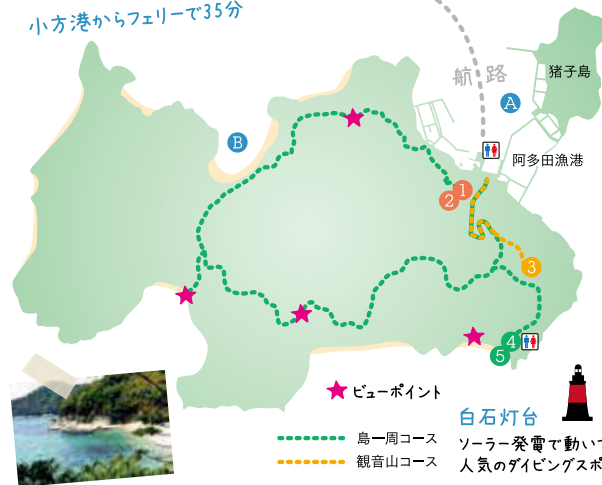 小方港からフェリーで35分
航路
猪子島
A
B
阿多田漁港
1
2
3
4
5
ビューポイント
白石灯台
島一周コース
観音山コース
ソーラー発電で動いて
人気のダイビングスポ